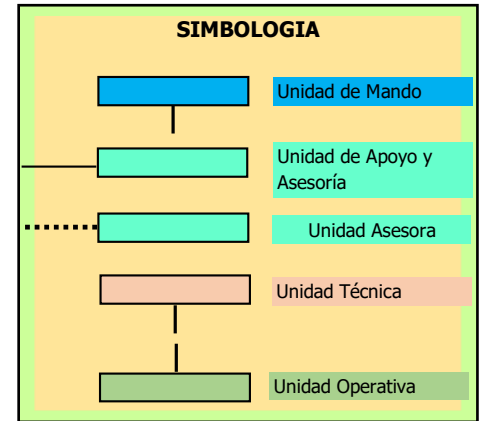 SIMBOLOGIA
Unidad de Mando
Unidad de Apoyo y
Asesoría
Unidad Asesora
Unidad Técnica
Unidad Operativa